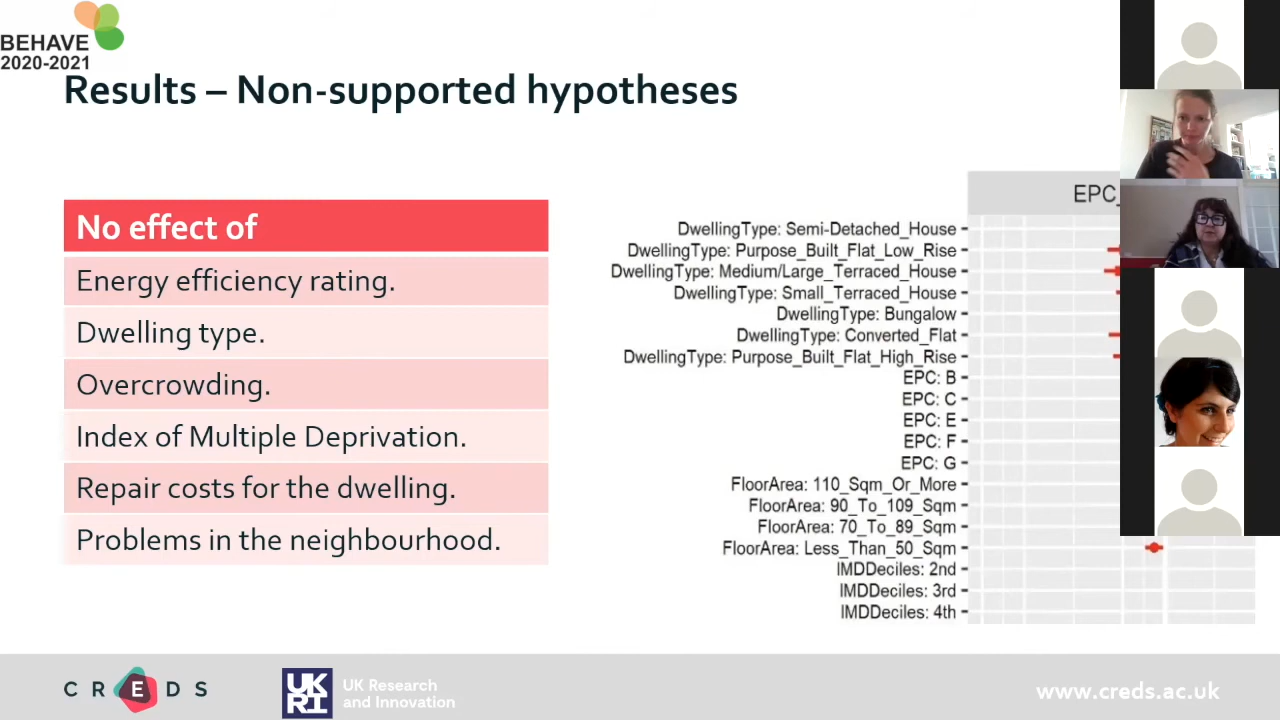 BEHAVE
2020-2021
Results – Non-supported hypotheses
No effect of
Energy efficiency rating.
Dwelling type.
Overcrowding.
Index of Multiple Deprivation.
Repair costs for the dwelling.
Problems in the neighbourhood.
EPC_
DwellingType: Semi-Detached_House
DwellingType: Purpose_Built_Flat_Low_Rise
DwellingType: Medium/Large_Terraced_House
DwellingType: Small_Terraced_House
DwellingType: Bungalow
DwellingType: Converted_Flat
DwellingType: Purpose_Built_Flat_High_Rise
EPC: B
EPC: C
EPC: E
EPC: F
EPC: G
FloorArea: 110_Sqm_Or_More
FloorArea: 90_To_109_Sqm
FloorArea: 70_To_89_Sqm
FloorArea: Less_Than_50_Sqm
IMDDeciles: 2nd
IMDDeciles: 3rd
IMDDeciles: 4th
CREDS
UKRI
UK Research
and Innovation
www.creds.ac.uk